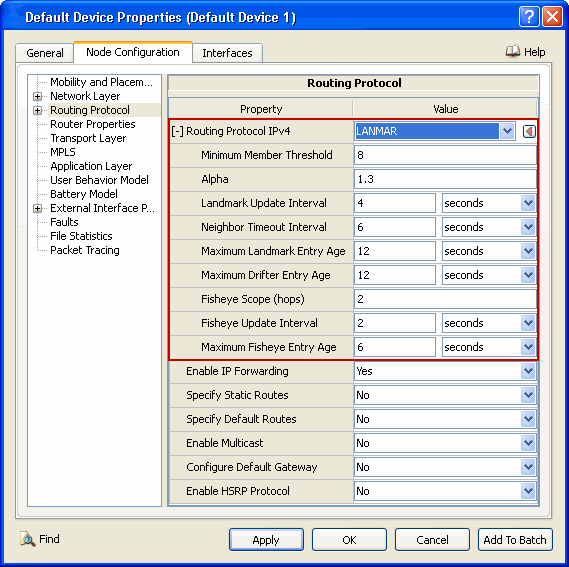 Default Device Properties (Default Device 1)
General
Node Configuration
Interfaces
Help
Mobility and Placem...
Network Layer
Routing Protocol
Router Properties
Transport Layer
MPLS
Application Layer
User Behavior Model
Battery Model
External Interface P...
Faults
File Statistics
Packet Tracing
Routing Protocol
Property Value
[-] Routing Protocol IPv4 LANMAR
Minimum Member Threshold 8
Alpha 1.3
Landmark Update Interval 4 seconds
Neighbor Timeout Interval 6 seconds
Maximum Landmark Entry Age 12 seconds
Maximum Drifter Entry Age 12 seconds
Fisheye Scope (hops) 2
Fisheye Update Interval 2 seconds
Maximum Fisheye Entry Age 6 seconds
Enable IP Forwarding Yes
Specify Static Routes No
Specify Default Routes No
Enable Multicast No
Configure Default Gateway No
Enable HSRP Protocol No
Find
Apply
OK
Cancel
Add To Batch